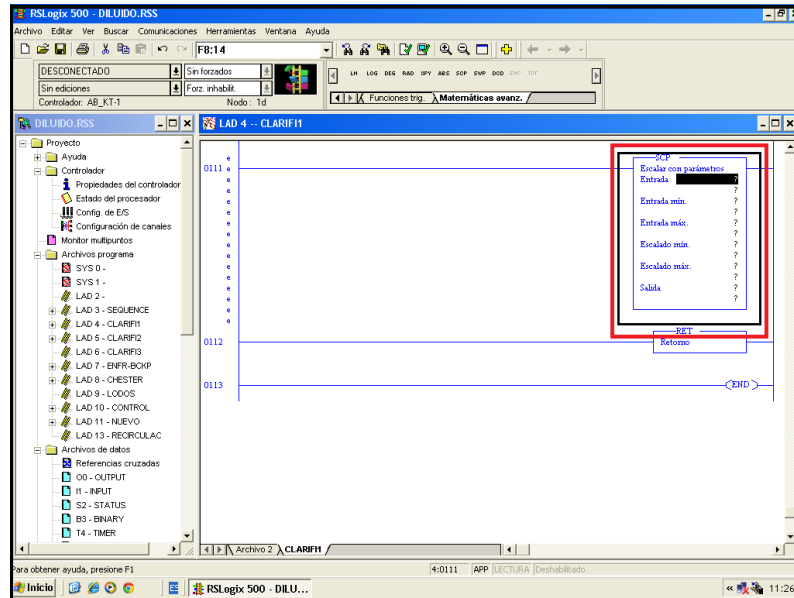 RSLogix 500 - DILUIDO.RSS
Archivo Editar Ver Buscar Comunicaciones Herramientas Ventana Ayuda
F8:14
DESCONECTADO
Sin forzados
Sin ediciones
Forz. inhabilit.
Controlador: AB_KT-1
Nodo : 1d
LN LOG DEG RAD XPY ABS SCP SWP DCD ENC TOF
Funciones trig.
Matemáticas avanz.
DILUIDO.RSS
Proyecto
Ayuda
Controlador
Propiedades del controlador
Estado del procesador
Config. de E/S
Configuración de canales
Monitor multipuntos
Archivos programa
SYS 0 -
SYS 1 -
LAD 2 -
LAD 3 - SEQUENCE
LAD 4 - CLARIFI1
LAD 5 - CLARIFI2
LAD 6 - CLARIFI3
LAD 7 - ENFR-BCKP
LAD 8 - CHESTER
LAD 9 - LODOS
LAD 10 - CONTROL
LAD 11 - NUEVO
LAD 13 - RECIRCULAC
Archivos de datos
Referencias cruzadas
O0 - OUTPUT
I1 - INPUT
S2 - STATUS
B3 - BINARY
T4 - TIMER
LAD 4 -- CLARIFI1
e
0111 e
e
e
e
e
e
e
e
e
e
e
e
e
e
e
SCP
Escalar con parámetros
Entrada ?
?
Entrada mín. ?
?
Entrada máx. ?
?
Escalado mín. ?
?
Escalado máx. ?
?
Salida ?
?
0112
RET
Retorno
0113
END
Archivo 2
CLARIFI1
Para obtener ayuda, presione F1
4:0111
APP
LECTURA
Deshabilitado
Inicio
RSLogix 500 - DILU...
11:26